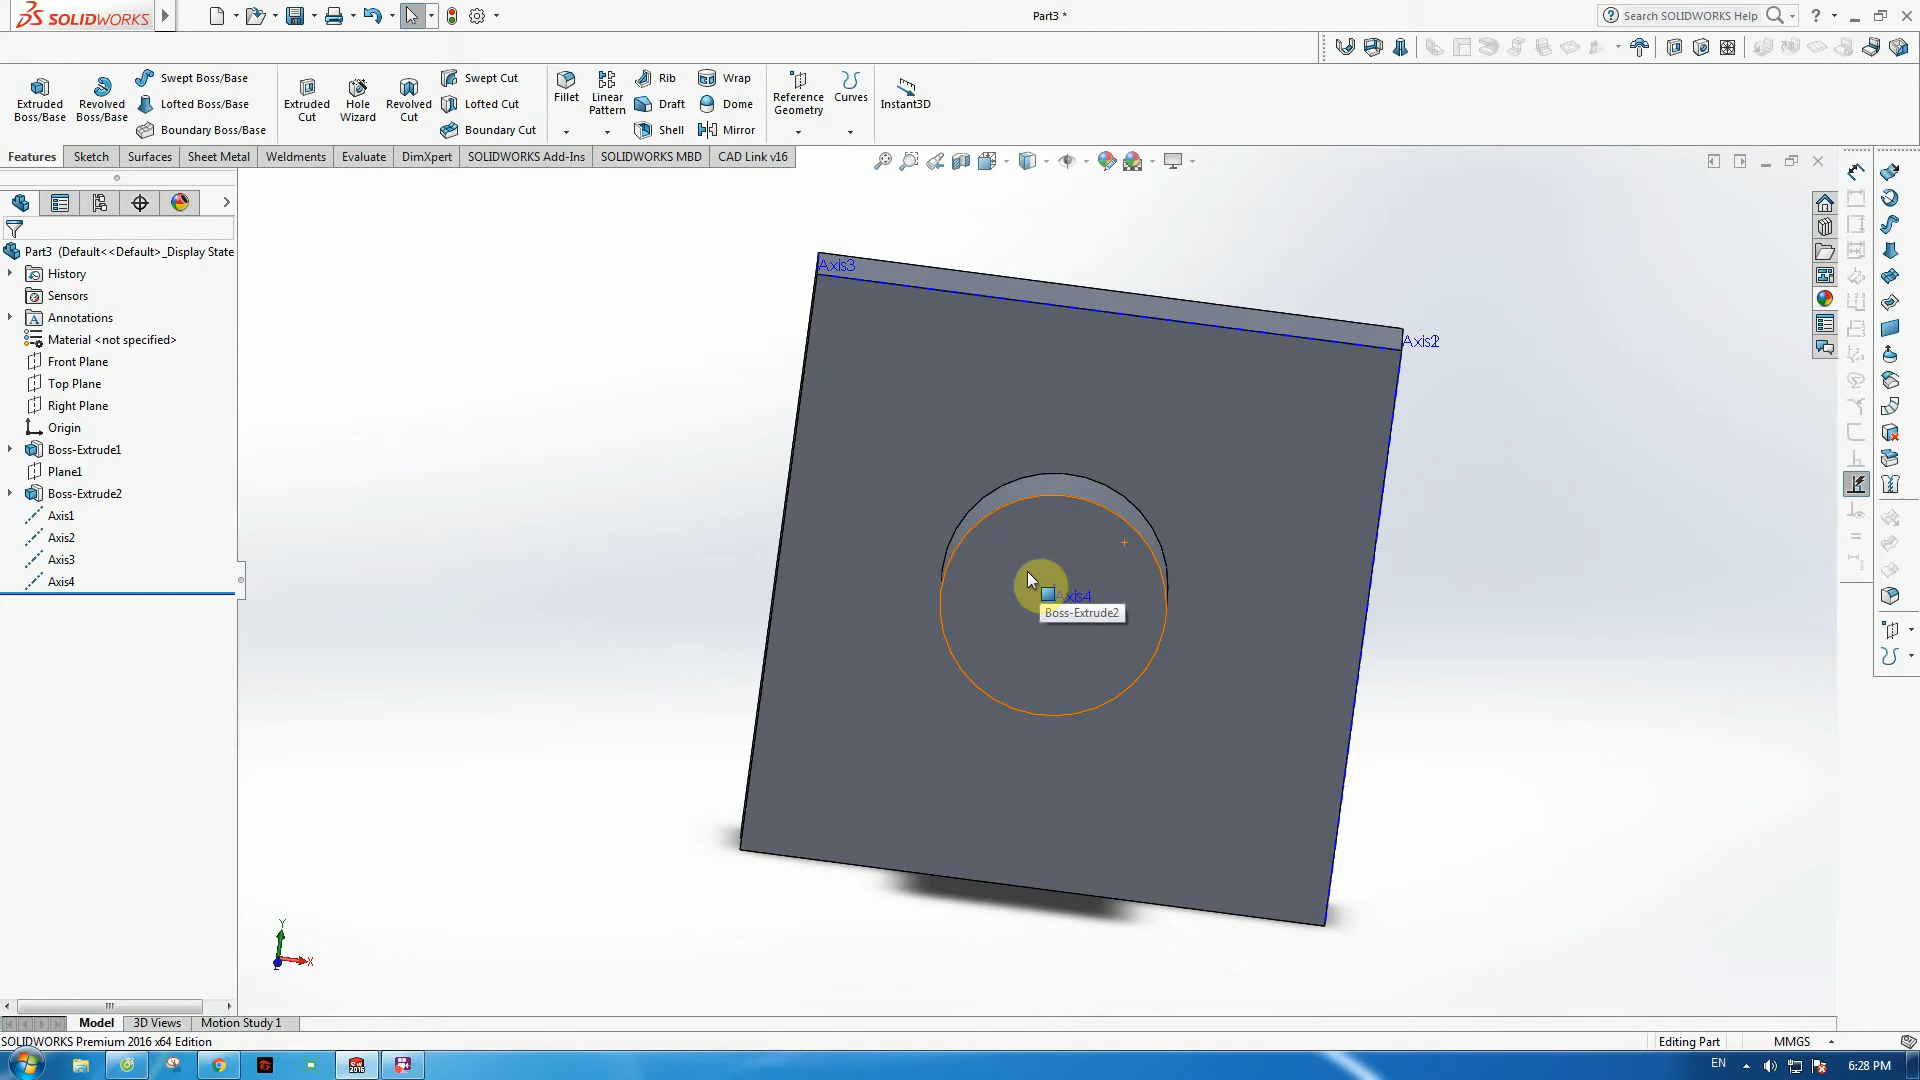 SOLIDWORKS
Part3 *
Search SOLIDWORKS Help
Extruded Boss/Base
Revolved Boss/Base
Swept Boss/Base
Lofted Boss/Base
Boundary Boss/Base
Extruded Cut
Hole Wizard
Revolved Cut
Swept Cut
Lofted Cut
Boundary Cut
Fillet
Linear Pattern
Rib
Draft
Shell
Wrap
Dome
Mirror
Reference Geometry
Curves
Instant3D
Features
Sketch
Surfaces
Sheet Metal
Weldments
Evaluate
DimXpert
SOLIDWORKS Add-Ins
SOLIDWORKS MBD
CAD Link v16
Part3 (Default<<Default>_Display State
History
Sensors
Annotations
Material <not specified>
Front Plane
Top Plane
Right Plane
Origin
Boss-Extrude1
Plane1
Boss-Extrude2
Axis1
Axis2
Axis3
Axis4
Axis3
Axis4
Boss-Extrude2
Y
X
Z
Model
3D Views
Motion Study 1
SOLIDWORKS Premium 2016 x64 Edition
Editing Part
MMGS
EN
6:28 PM